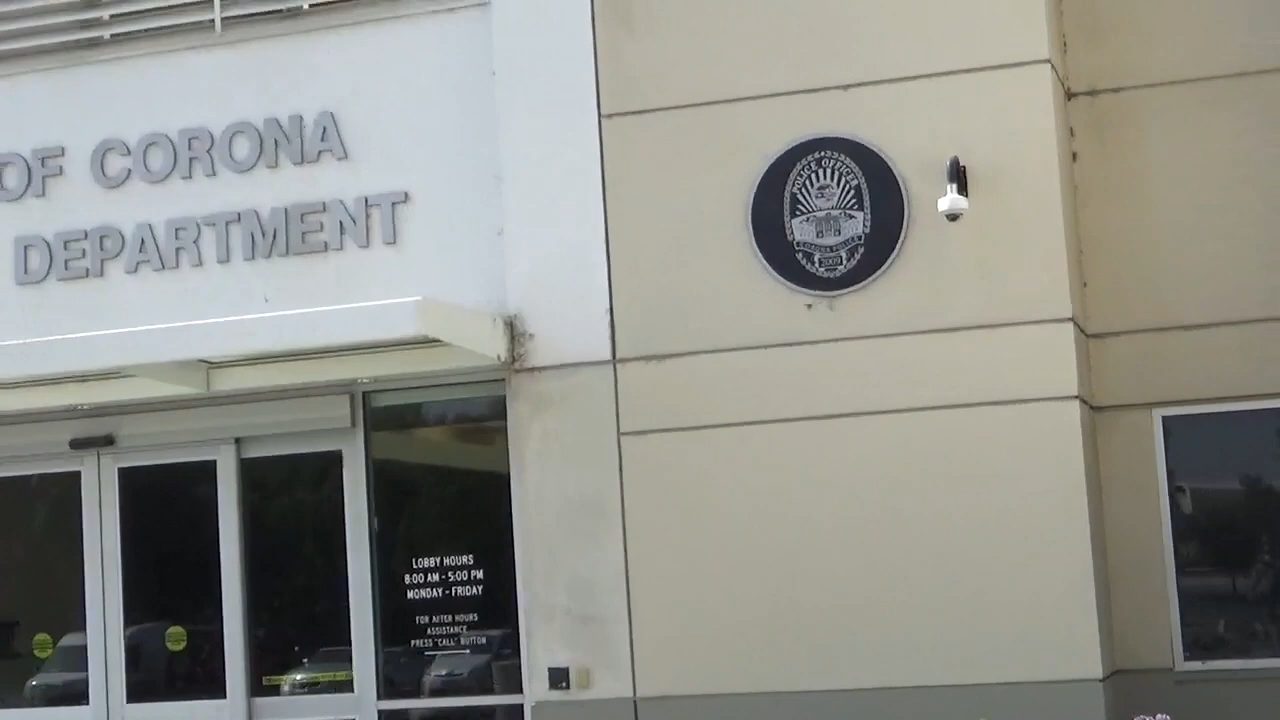 OF CORONA
DEPARTMENT
POLICE OFFICER
CORONA POLICE
2009
LOBBY HOURS
8:00 AM - 5:00 PM
MONDAY - FRIDAY
FOR AFTER HOURS
ASSISTANCE
PRESS "CALL" BUTTON